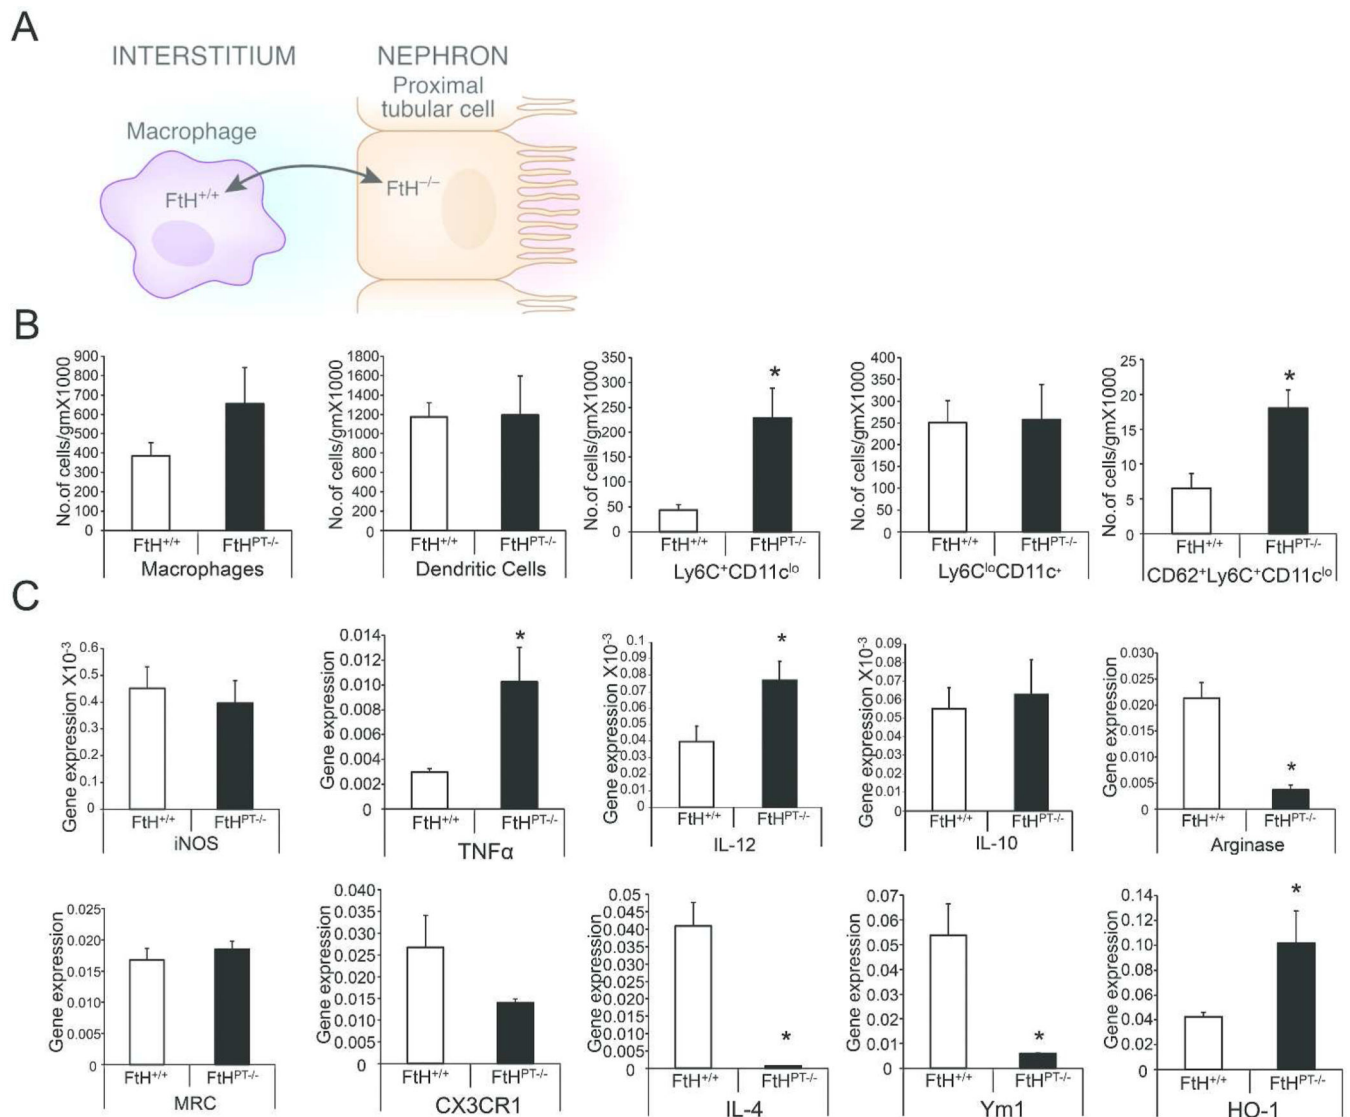 A
INTERSTITIUM
NEPHRON
Proximal
tubular cell
Macrophage
FtH+/+
FtH–/–
B
No.of cells/gmX1000
900
800
700
600
500
400
300
200
100
0
FtH+/+
FtHPT-/-
Macrophages
No.of cells/gmX1000
1800
1600
1400
1200
1000
800
600
400
200
0
FtH+/+
FtHPT-/-
Dendritic Cells
No.of cells/gmX1000
350
300
250
200
150
100
50
0
*
FtH+/+
FtHPT-/-
Ly6C+CD11clo
No.of cells/gmX1000
400
350
300
250
200
150
100
50
0
FtH+/+
FtHPT-/-
Ly6CloCD11c+
No.of cells/gmX1000
25
20
15
10
5
0
*
FtH+/+
FtHPT-/-
CD62+Ly6C+CD11clo
C
Gene expression X10-3
0.6
0.5
0.4
0.3
0.2
0.1
0
FtH+/+
FtHPT-/-
iNOS
Gene expression
0.014
0.012
0.010
0.008
0.006
0.004
0.002
0
*
FtH+/+
FtHPT-/-
TNFα
Gene expression X10-3
0.1
0.09
0.08
0.07
0.06
0.05
0.04
0.03
0.02
0.01
0
*
FtH+/+
FtHPT-/-
IL-12
Gene expression X10-3
0.09
0.08
0.07
0.06
0.05
0.04
0.03
0.02
0.01
0
FtH+/+
FtHPT-/-
IL-10
Gene expression
0.030
0.025
0.020
0.015
0.010
0.005
0
*
FtH+/+
FtHPT-/-
Arginase
Gene expression
0.025
0.020
0.015
0.010
0.005
0
FtH+/+
FtHPT-/-
MRC
Gene expression
0.040
0.035
0.030
0.025
0.020
0.015
0.010
0.005
0
FtH+/+
FtHPT-/-
CX3CR1
Gene expression
0.05
0.045
0.040
0.035
0.030
0.025
0.020
0.015
0.010
0.005
0
*
FtH+/+
FtHPT-/-
IL-4
Gene expression
0.07
0.06
0.05
0.04
0.03
0.02
0.01
0
*
FtH+/+
FtHPT-/-
Ym1
Gene expression
0.14
0.12
0.10
0.08
0.06
0.04
0.02
0
*
FtH+/+
FtHPT-/-
HO-1